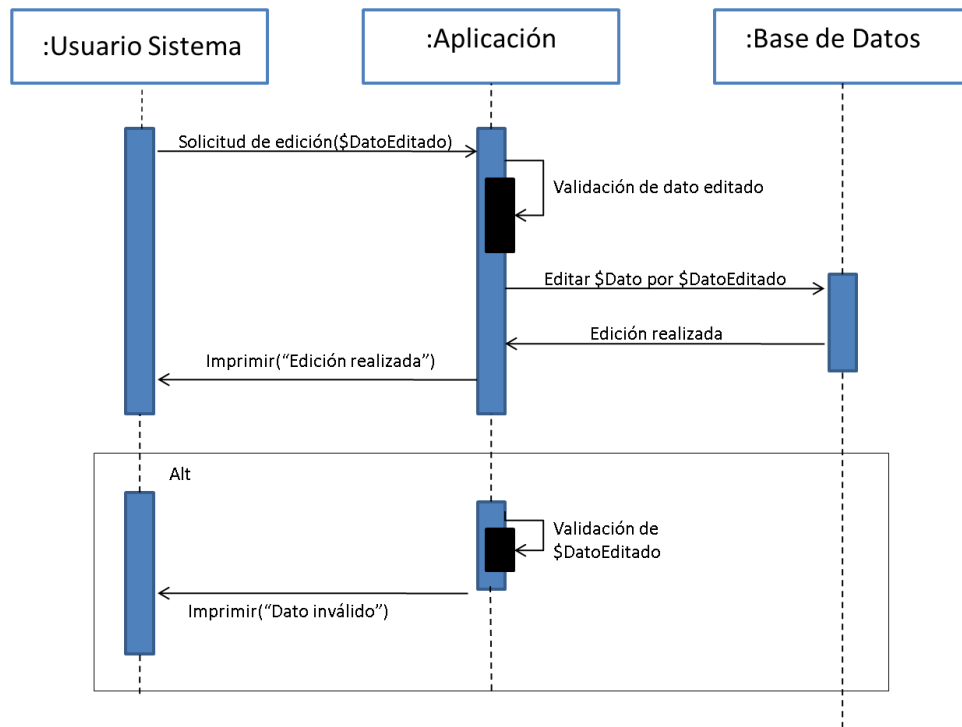 :Usuario Sistema
:Aplicación
:Base de Datos
Solicitud de edición($DatoEditado)
Validación de dato editado
Editar $Dato por $DatoEditado
Edición realizada
Imprimir(“Edición realizada”)
Alt
Validación de
$DatoEditado
Imprimir(“Dato inválido”)